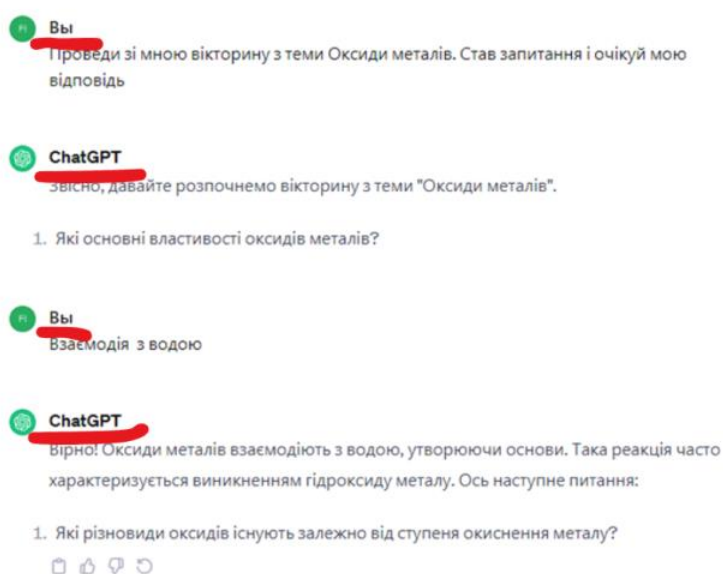 FI Вы
Проведи зі мною вікторину з теми Оксиди металів. Став запитання і очікуй мою
відповідь
ChatGPT
Звісно, давайте розпочнемо вікторину з теми "Оксиди металів".
1. Які основні властивості оксидів металів?
FI Вы
Взаємодія з водою
ChatGPT
Вірно! Оксиди металів взаємодіють з водою, утворюючи основи. Така реакція часто
характеризується виникненням гідроксиду металу. Ось наступне питання:
1. Які різновиди оксидів існують залежно від ступеня окиснення металу?